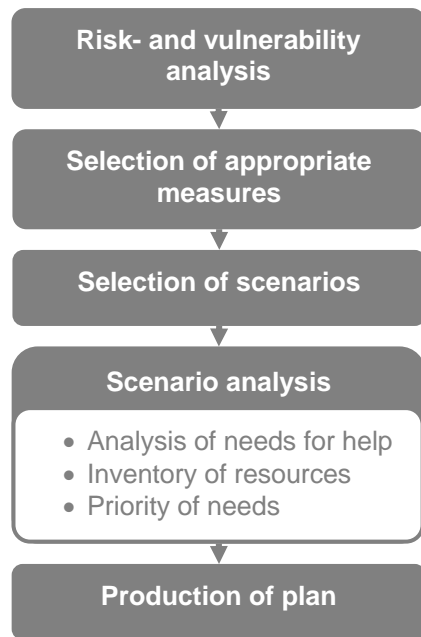 Risk- and vulnerability
analysis
Selection of appropriate
measures
Selection of scenarios
Scenario analysis
• Analysis of needs for help
• Inventory of resources
• Priority of needs
Production of plan